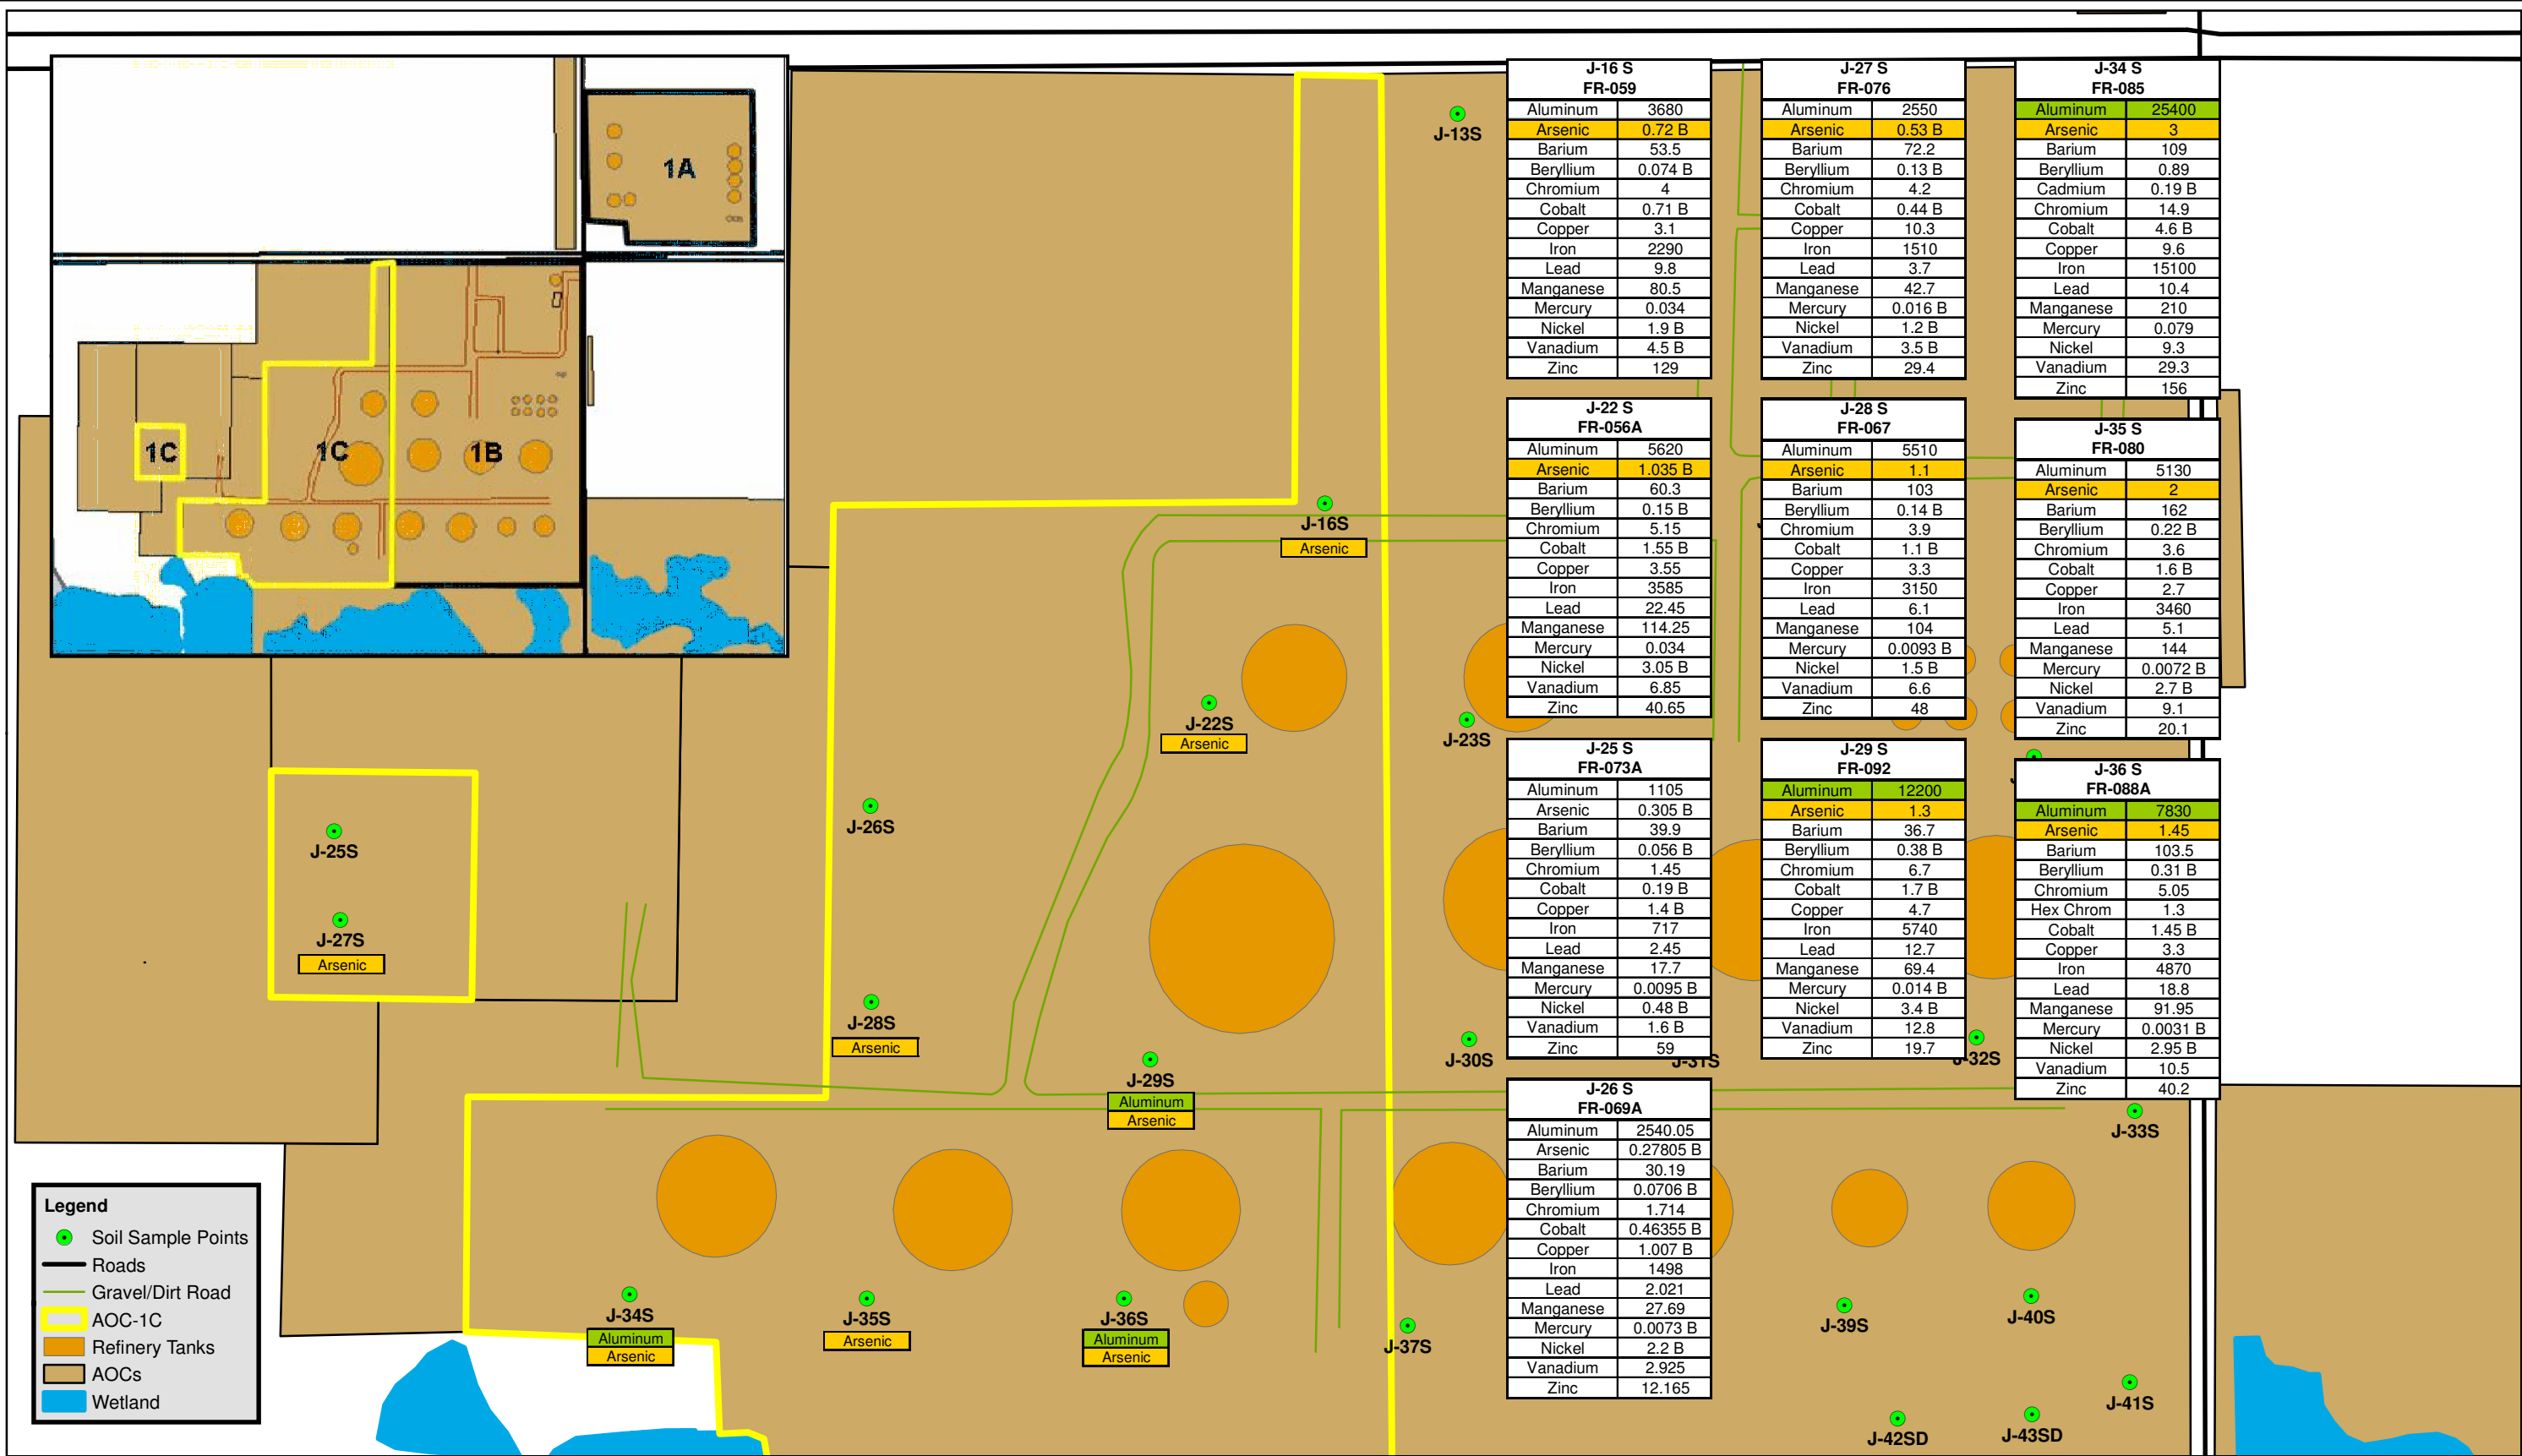 1A
1C
1C
1B
J-13S
J-16S
Arsenic
J-22S
Arsenic
J-23S
J-26S
J-25S
J-27S
Arsenic
J-28S
Arsenic
J-29S
Aluminum
Arsenic
J-30S
J-31S
J-32S
J-33S
J-34S
Aluminum
Arsenic
J-35S
Arsenic
J-36S
Aluminum
Arsenic
J-37S
J-39S
J-40S
J-41S
J-42SD
J-43SD
J-16 S
FR-059
Aluminum 3680
Arsenic 0.72 B
Barium 53.5
Beryllium 0.074 B
Chromium 4
Cobalt 0.71 B
Copper 3.1
Iron 2290
Lead 9.8
Manganese 80.5
Mercury 0.034
Nickel 1.9 B
Vanadium 4.5 B
Zinc 129
J-22 S
FR-056A
Aluminum 5620
Arsenic 1.035 B
Barium 60.3
Beryllium 0.15 B
Chromium 5.15
Cobalt 1.55 B
Copper 3.55
Iron 3585
Lead 22.45
Manganese 114.25
Mercury 0.034
Nickel 3.05 B
Vanadium 6.85
Zinc 40.65
J-25 S
FR-073A
Aluminum 1105
Arsenic 0.305 B
Barium 39.9
Beryllium 0.056 B
Chromium 1.45
Cobalt 0.19 B
Copper 1.4 B
Iron 717
Lead 2.45
Manganese 17.7
Mercury 0.0095 B
Nickel 0.48 B
Vanadium 1.6 B
Zinc 59
J-26 S
FR-069A
Aluminum 2540.05
Arsenic 0.27805 B
Barium 30.19
Beryllium 0.0706 B
Chromium 1.714
Cobalt 0.46355 B
Copper 1.007 B
Iron 1498
Lead 2.021
Manganese 27.69
Mercury 0.0073 B
Nickel 2.2 B
Vanadium 2.925
Zinc 12.165
J-27 S
FR-076
Aluminum 2550
Arsenic 0.53 B
Barium 72.2
Beryllium 0.13 B
Chromium 4.2
Cobalt 0.44 B
Copper 10.3
Iron 1510
Lead 3.7
Manganese 42.7
Mercury 0.016 B
Nickel 1.2 B
Vanadium 3.5 B
Zinc 29.4
J-28 S
FR-067
Aluminum 5510
Arsenic 1.1
Barium 103
Beryllium 0.14 B
Chromium 3.9
Cobalt 1.1 B
Copper 3.3
Iron 3150
Lead 6.1
Manganese 104
Mercury 0.0093 B
Nickel 1.5 B
Vanadium 6.6
Zinc 48
J-29 S
FR-092
Aluminum 12200
Arsenic 1.3
Barium 36.7
Beryllium 0.38 B
Chromium 6.7
Cobalt 1.7 B
Copper 4.7
Iron 5740
Lead 12.7
Manganese 69.4
Mercury 0.014 B
Nickel 3.4 B
Vanadium 12.8
Zinc 19.7
J-34 S
FR-085
Aluminum 25400
Arsenic 3
Barium 109
Beryllium 0.89
Cadmium 0.19 B
Chromium 14.9
Cobalt 4.6 B
Copper 9.6
Iron 15100
Lead 10.4
Manganese 210
Mercury 0.079
Nickel 9.3
Vanadium 29.3
Zinc 156
J-35 S
FR-080
Aluminum 5130
Arsenic 2
Barium 162
Beryllium 0.22 B
Chromium 3.6
Cobalt 1.6 B
Copper 2.7
Iron 3460
Lead 5.1
Manganese 144
Mercury 0.0072 B
Nickel 2.7 B
Vanadium 9.1
Zinc 20.1
J-36 S
FR-088A
Aluminum 7830
Arsenic 1.45
Barium 103.5
Beryllium 0.31 B
Chromium 5.05
Hex Chrom 1.3
Cobalt 1.45 B
Copper 3.3
Iron 4870
Lead 18.8
Manganese 91.95
Mercury 0.0031 B
Nickel 2.95 B
Vanadium 10.5
Zinc 40.2
Legend
Soil Sample Points
Roads
Gravel/Dirt Road
AOC-1C
Refinery Tanks
AOCs
Wetland